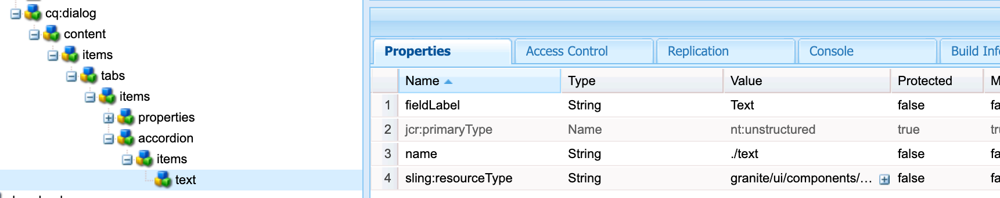 cq:dialog
content
items
tabs
items
properties
accordion
items
text
Properties Access Control Replication Console Build Inf
Name Type Value Protected M
1 fieldLabel String Text false fa
2 jcr:primaryType Name nt:unstructured true tr
3 name String ./text false fa
4 sling:resourceType String granite/ui/components/... false fa